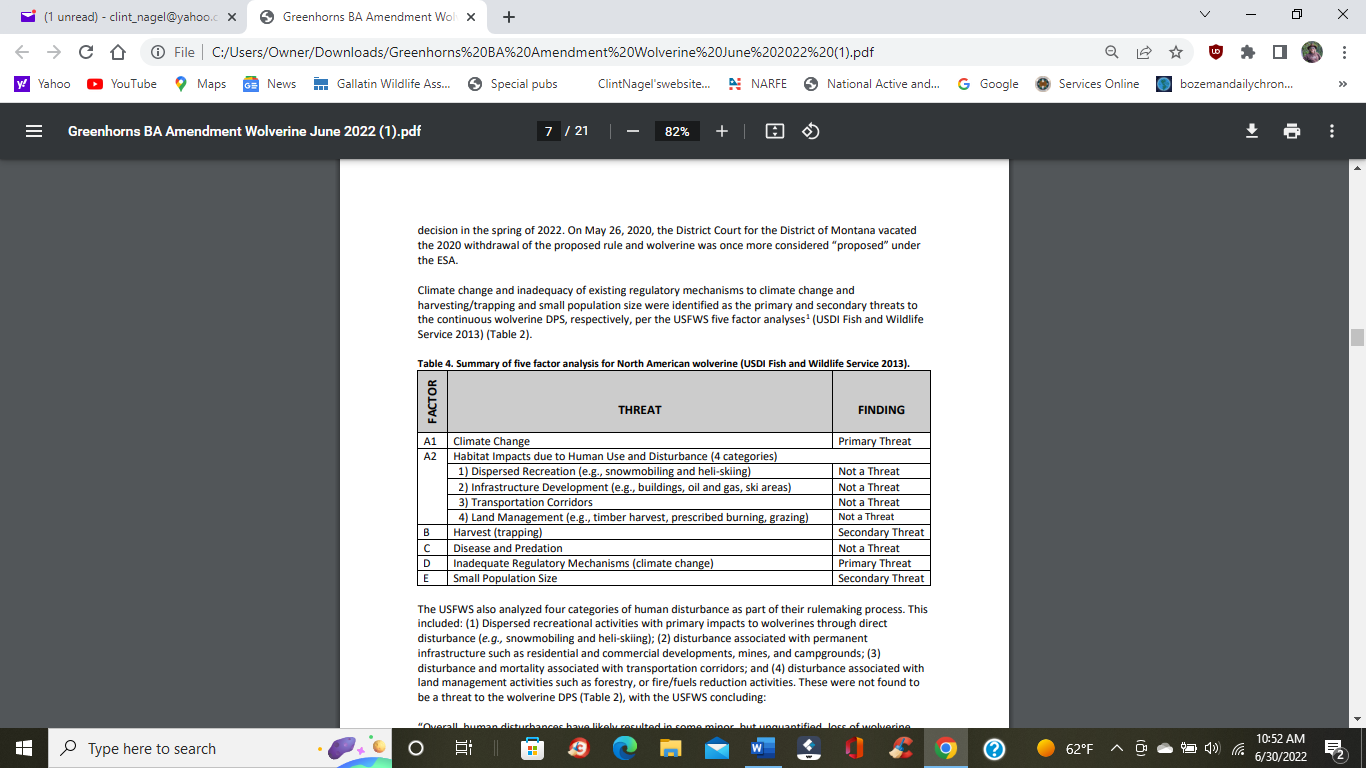 (1 unread) - clint_nagel@yahoo.c
Greenhorns BA Amendment Wol
File
C:/Users/Owner/Downloads/Greenhorns%20BA%20Amendment%20Wolverine%20June%202022%20(1).pdf
Yahoo
YouTube
Maps
News
Gallatin Wildlife Ass...
Special pubs
ClintNagel'swebsite...
NARFE
National Active and...
Google
Services Online
bozemandailychron...
»
Greenhorns BA Amendment Wolverine June 2022 (1).pdf
7 / 21
82%
decision in the spring of 2022. On May 26, 2020, the District Court for the District of Montana vacated
the 2020 withdrawal of the proposed rule and wolverine was once more considered “proposed” under
the ESA.
Climate change and inadequacy of existing regulatory mechanisms to climate change and
harvesting/trapping and small population size were identified as the primary and secondary threats to
the continuous wolverine DPS, respectively, per the USFWS five factor analyses¹ (USDI Fish and Wildlife
Service 2013) (Table 2).
Table 4. Summary of five factor analysis for North American wolverine (USDI Fish and Wildlife Service 2013).
FACTOR THREAT FINDING
A1 Climate Change Primary Threat
A2 Habitat Impacts due to Human Use and Disturbance (4 categories)
1) Dispersed Recreation (e.g., snowmobiling and heli-skiing) Not a Threat
2) Infrastructure Development (e.g., buildings, oil and gas, ski areas) Not a Threat
3) Transportation Corridors Not a Threat
4) Land Management (e.g., timber harvest, prescribed burning, grazing) Not a Threat
B Harvest (trapping) Secondary Threat
C Disease and Predation Not a Threat
D Inadequate Regulatory Mechanisms (climate change) Primary Threat
E Small Population Size Secondary Threat
The USFWS also analyzed four categories of human disturbance as part of their rulemaking process. This
included: (1) Dispersed recreational activities with primary impacts to wolverines through direct
disturbance (e.g., snowmobiling and heli-skiing); (2) disturbance associated with permanent
infrastructure such as residential and commercial developments, mines, and campgrounds; (3)
disturbance and mortality associated with transportation corridors; and (4) disturbance associated with
land management activities such as forestry, or fire/fuels reduction activities. These were not found to
be a threat to the wolverine DPS (Table 2), with the USFWS concluding:
“Overall, human disturbances have likely resulted in some minor, but unquantified, loss of wolverine
Type here to search
62°F
10:52 AM
6/30/2022
2